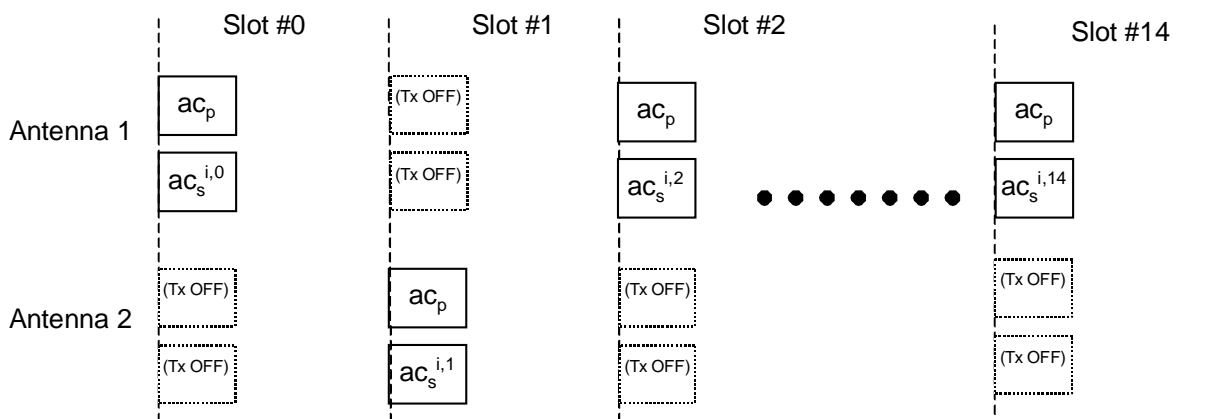 Slot #0 Slot #1 Slot #2 Slot #14
Antenna 1
ac_p (Tx OFF) ac_p ac_p
ac_s^i,0 (Tx OFF) ac_s^i,2 ac_s^i,14
Antenna 2
(Tx OFF) ac_p (Tx OFF) (Tx OFF)
(Tx OFF) ac_s^i,1 (Tx OFF) (Tx OFF)